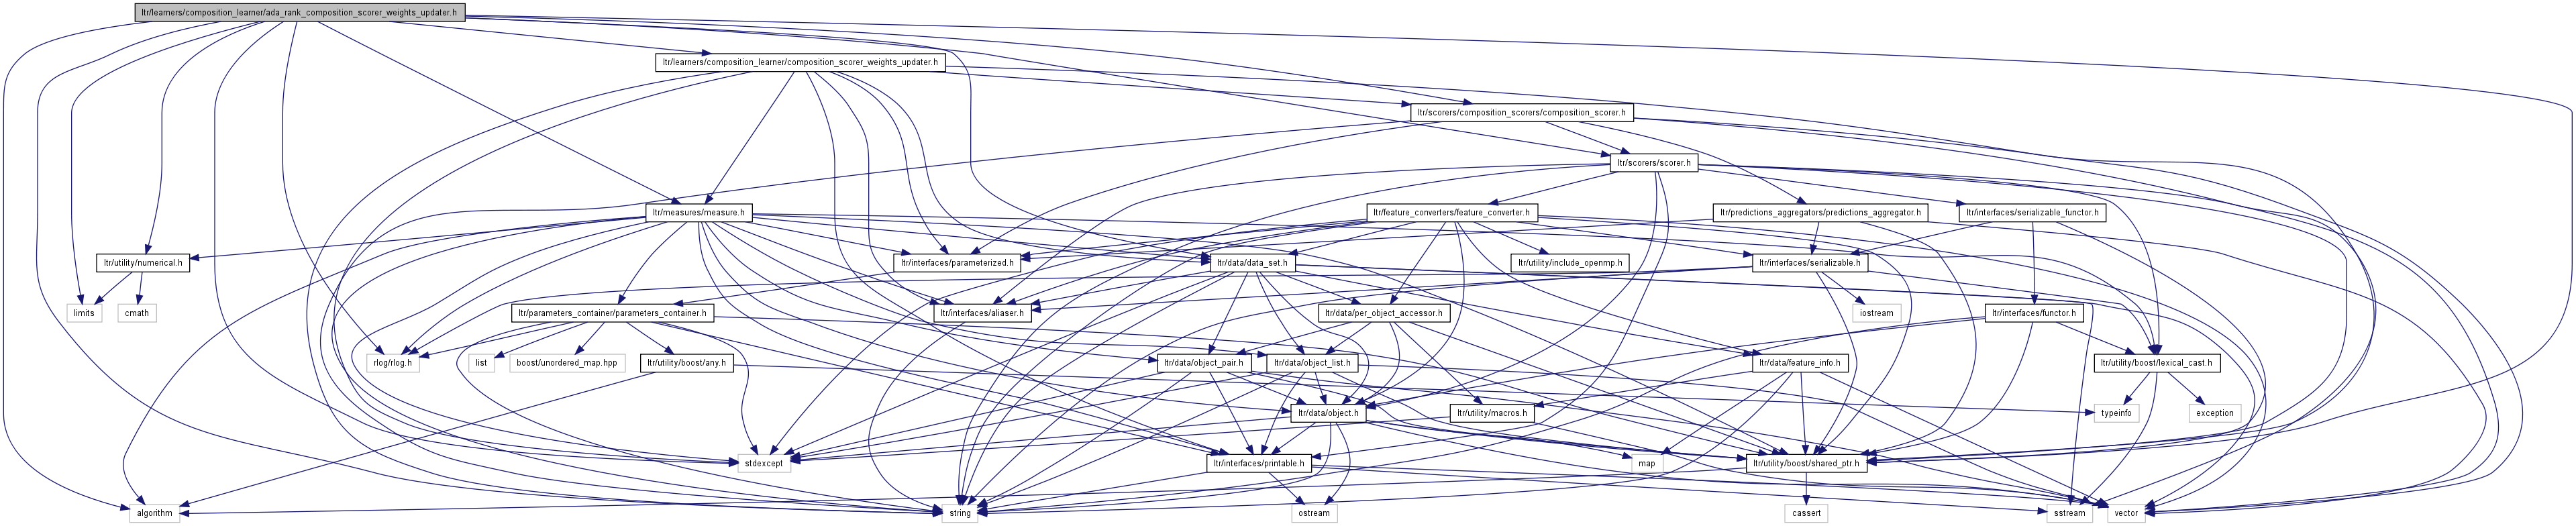 ltr/learners/composition_learner/ada_rank_composition_scorer_weights_updater.h
ltr/learners/composition_learner/composition_scorer_weights_updater.h
ltr/scorers/composition_scorers/composition_scorer.h
ltr/scorers/scorer.h
ltr/measures/measure.h
ltr/feature_converters/feature_converter.h
ltr/predictions_aggregators/predictions_aggregator.h
ltr/interfaces/serializable_functor.h
ltr/utility/numerical.h
ltr/interfaces/parameterized.h
ltr/data/data_set.h
ltr/utility/include_openmp.h
ltr/interfaces/serializable.h
limits
cmath
ltr/parameters_container/parameters_container.h
ltr/interfaces/aliaser.h
ltr/data/per_object_accessor.h
iostream
ltr/interfaces/functor.h
rlog/rlog.h
list
boost/unordered_map.hpp
ltr/utility/boost/any.h
ltr/data/object_pair.h
ltr/data/object_list.h
ltr/data/feature_info.h
ltr/utility/boost/lexical_cast.h
ltr/data/object.h
ltr/utility/macros.h
typeinfo
exception
stdexcept
ltr/interfaces/printable.h
map
ltr/utility/boost/shared_ptr.h
algorithm
string
ostream
cassert
sstream
vector